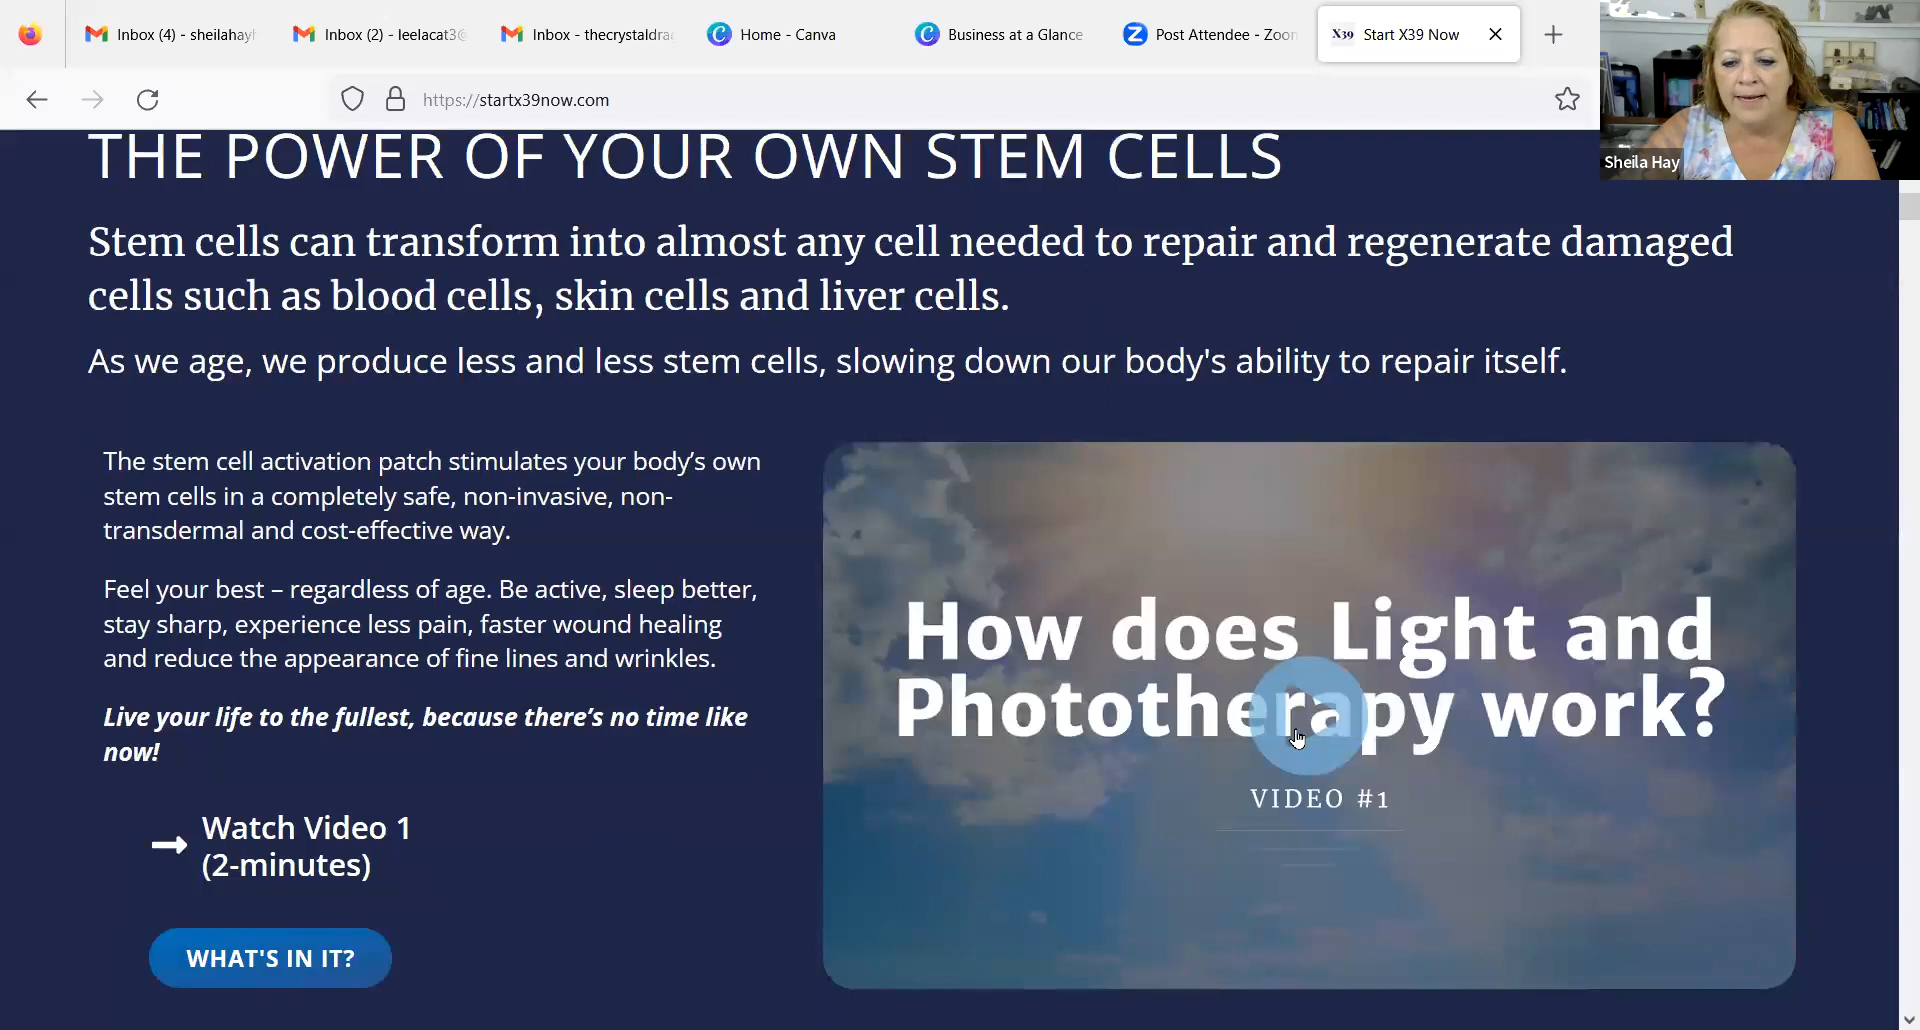 Inbox (4) - sheilahay
Inbox (2) - leelacat3@
Inbox - thecrystaldra
Home - Canva
Business at a Glance
Post Attendee - Zoom
X39 Start X39 Now
https://startx39now.com
Sheila Hay
THE POWER OF YOUR OWN STEM CELLS
Stem cells can transform into almost any cell needed to repair and regenerate damaged
cells such as blood cells, skin cells and liver cells.
As we age, we produce less and less stem cells, slowing down our body's ability to repair itself.
The stem cell activation patch stimulates your body’s own
stem cells in a completely safe, non-invasive, non-
transdermal and cost-effective way.
Feel your best – regardless of age. Be active, sleep better,
stay sharp, experience less pain, faster wound healing
and reduce the appearance of fine lines and wrinkles.
Live your life to the fullest, because there’s no time like
now!
Watch Video 1
(2-minutes)
WHAT'S IN IT?
How does Light and
Phototherapy work?
VIDEO #1